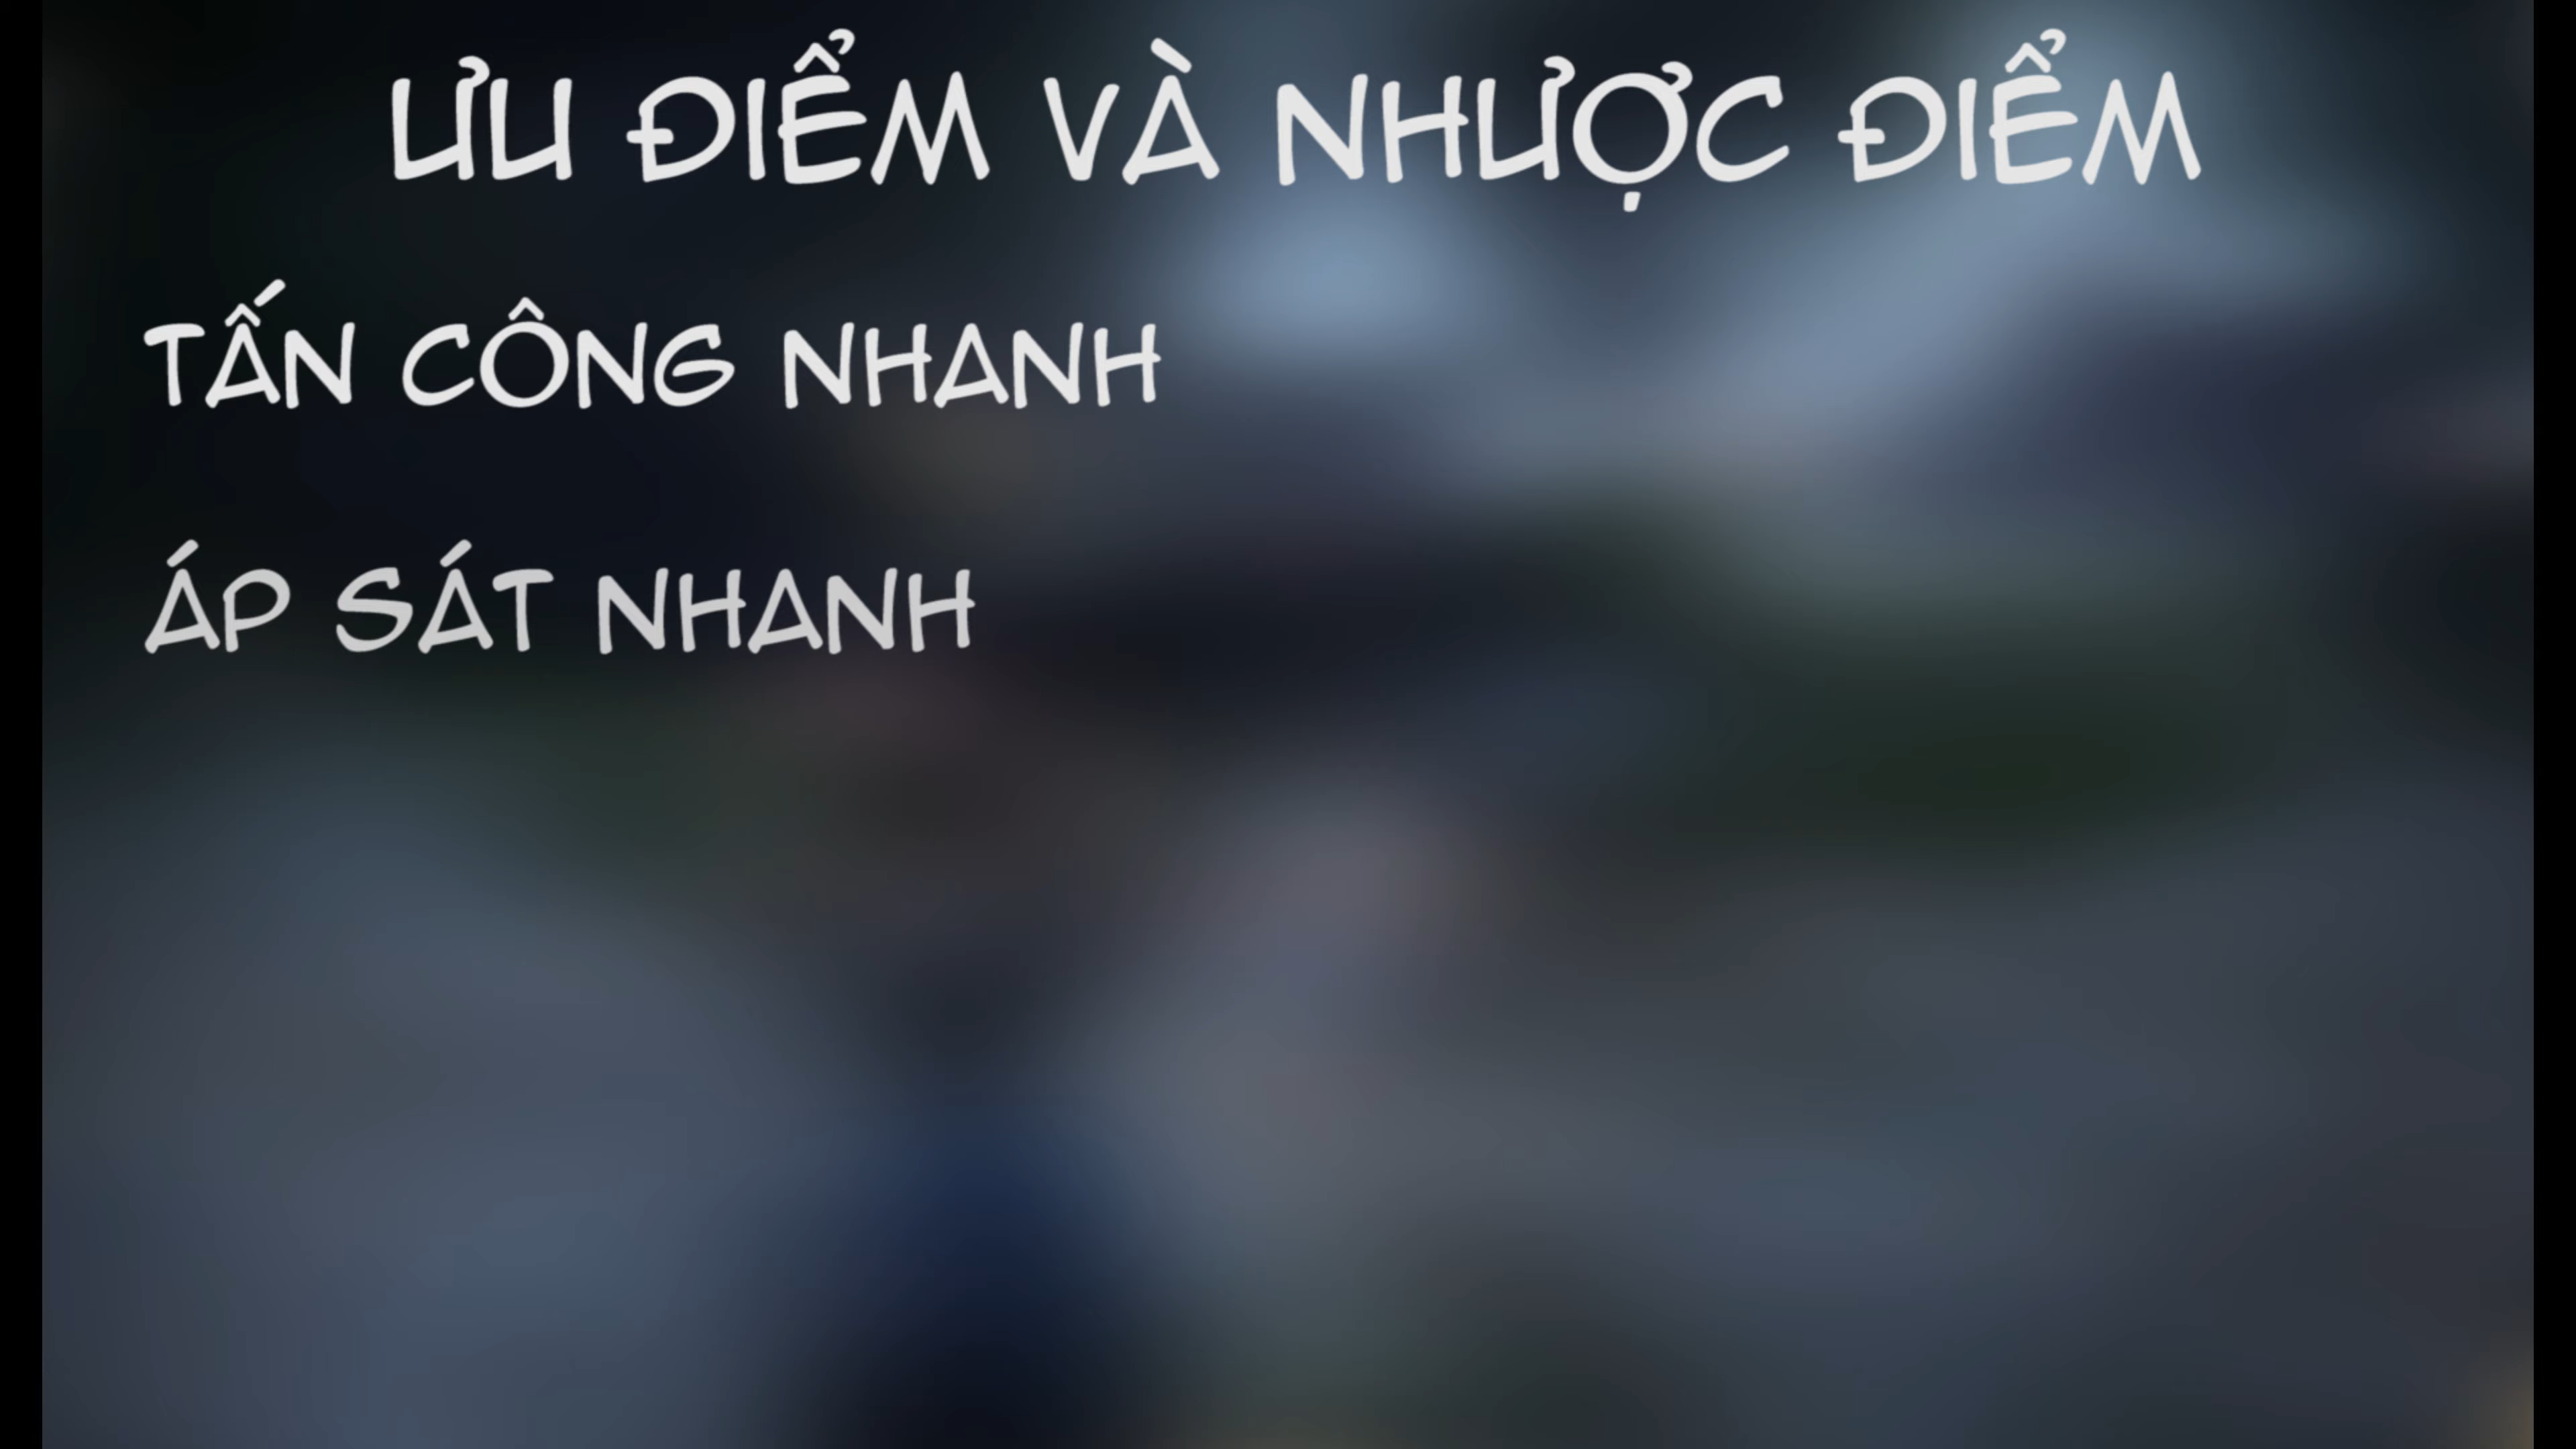 ƯU ĐIỂM VÀ NHƯỢC ĐIỂM
TẤN CÔNG NHANH
ÁP SÁT NHANH